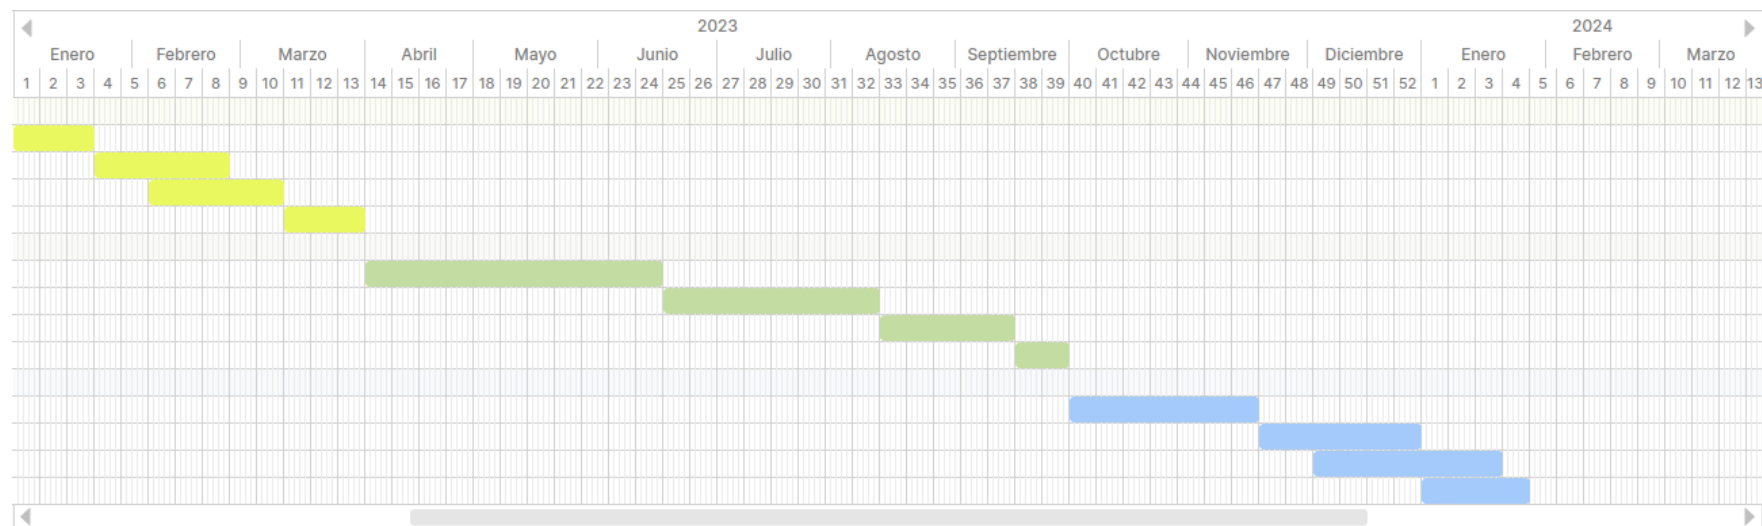 2023 2024
Enero Febrero Marzo Abril Mayo Junio Julio Agosto Septiembre Octubre Noviembre Diciembre Enero Febrero Marzo
1 2 3 4 5 6 7 8 9 10 11 12 13 14 15 16 17 18 19 20 21 22 23 24 25 26 27 28 29 30 31 32 33 34 35 36 37 38 39 40 41 42 43 44 45 46 47 48 49 50 51 52 1 2 3 4 5 6 7 8 9 10 11 12 13